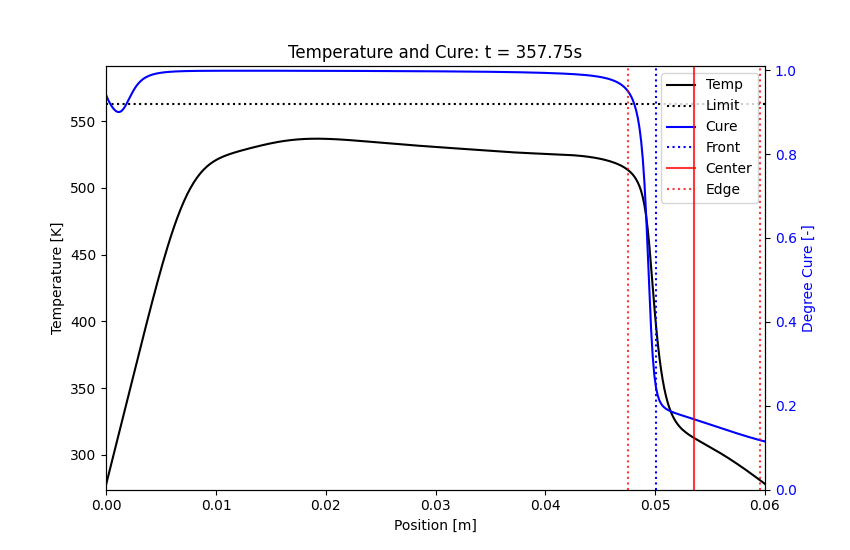 Temperature and Cure: t = 357.75s
Temp
Limit
Cure
Front
Center
Edge
550
500
450
400
350
300
Temperature [K]
1.0
0.8
0.6
0.4
0.2
0.0
Degree Cure [-]
0.00 0.01 0.02 0.03 0.04 0.05 0.06
Position [m]